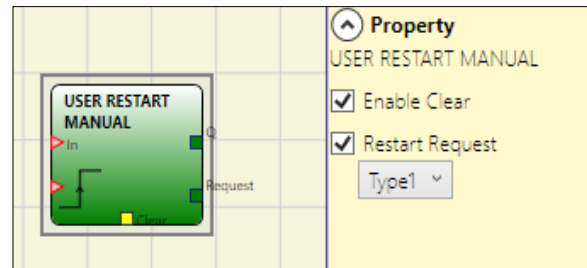 USER RESTART
MANUAL
In
Q
Request
Clear
Property
USER RESTART MANUAL
Enable Clear
Restart Request
Type1